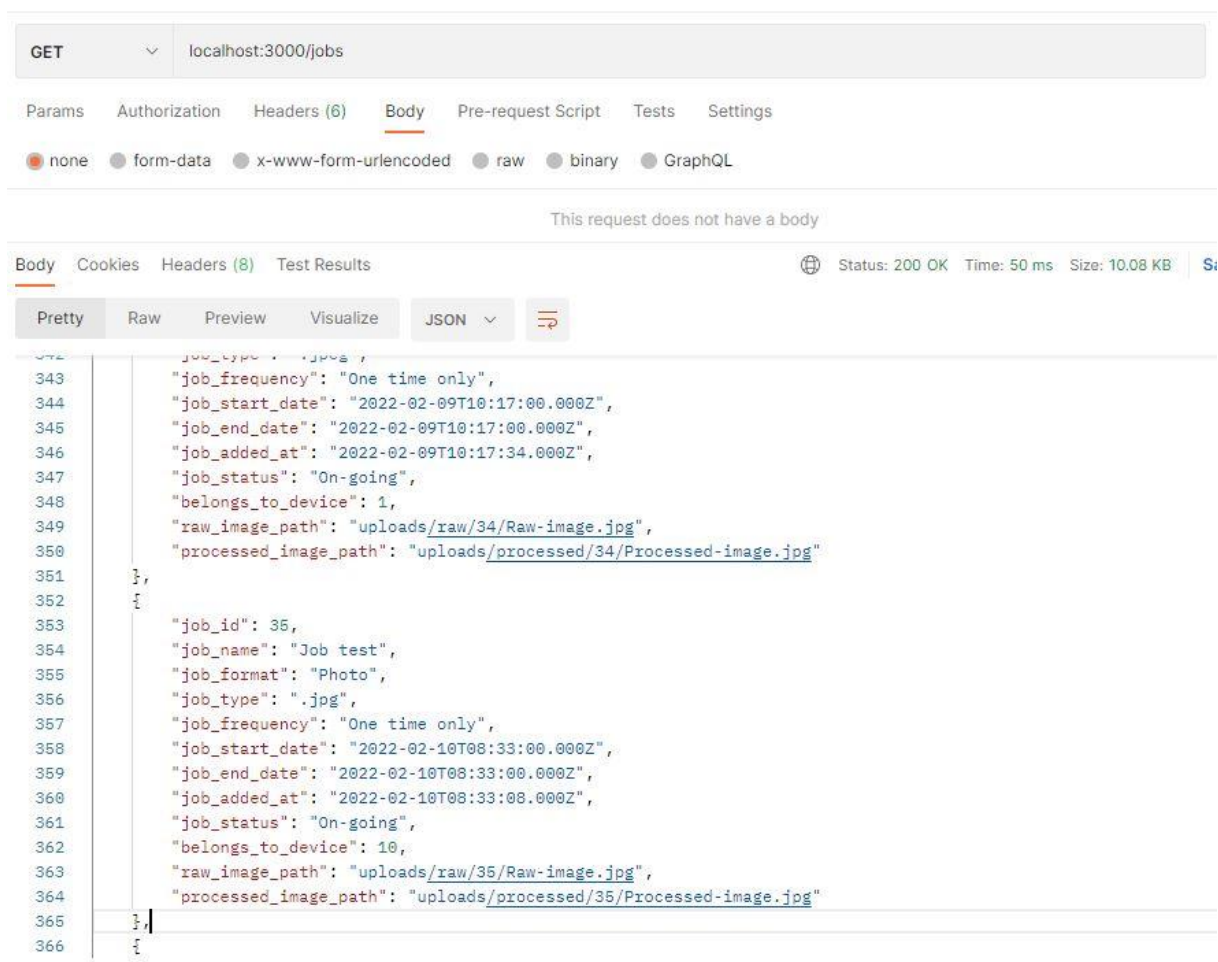 GET localhost:3000/jobs
Params Authorization Headers (6) Body Pre-request Script Tests Settings
none form-data x-www-form-urlencoded raw binary GraphQL
This request does not have a body
Body Cookies Headers (8) Test Results Status: 200 OK Time: 50 ms Size: 10.08 KB Sa
Pretty Raw Preview Visualize JSON
342 "job_type": ".jpeg",
343 "job_frequency": "One time only",
344 "job_start_date": "2022-02-09T10:17:00.000Z",
345 "job_end_date": "2022-02-09T10:17:00.000Z",
346 "job_added_at": "2022-02-09T10:17:34.000Z",
347 "job_status": "On-going",
348 "belongs_to_device": 1,
349 "raw_image_path": "uploads/raw/34/Raw-image.jpg",
350 "processed_image_path": "uploads/processed/34/Processed-image.jpg"
351 },
352 {
353 "job_id": 35,
354 "job_name": "Job test",
355 "job_format": "Photo",
356 "job_type": ".jpg",
357 "job_frequency": "One time only",
358 "job_start_date": "2022-02-10T08:33:00.000Z",
359 "job_end_date": "2022-02-10T08:33:00.000Z",
360 "job_added_at": "2022-02-10T08:33:08.000Z",
361 "job_status": "On-going",
362 "belongs_to_device": 10,
363 "raw_image_path": "uploads/raw/35/Raw-image.jpg",
364 "processed_image_path": "uploads/processed/35/Processed-image.jpg"
365 },
366 {